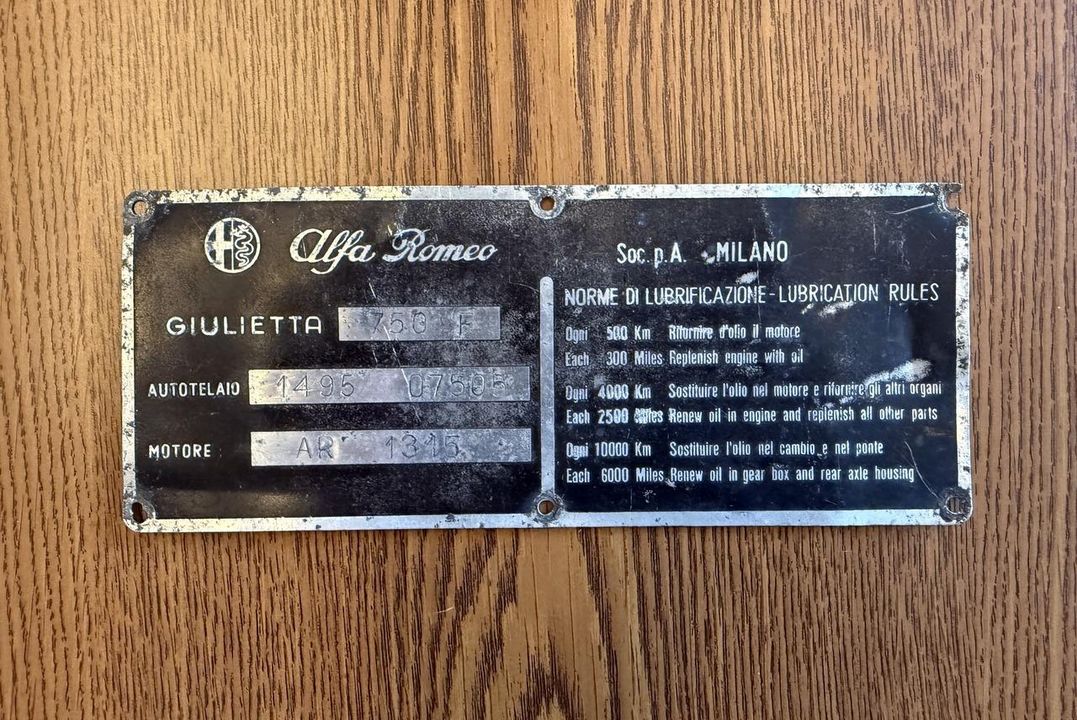 Alfa Romeo
GIULIETTA 750 F
AUTOTELAIO 1495 07505
MOTORE AR 1315
Soc. p.A. MILANO
NORME DI LUBRIFICAZIONE - LUBRICATION RULES
Ogni 500 Km Rifornire d'olio il motore
Each 300 Miles Replenish engine with oil
Ogni 4000 Km Sostituire l'olio nel motore e rifornire gli altri organi
Each 2500 Miles Renew oil in engine and replenish all other parts
Ogni 10000 Km Sostituire l'olio nel cambio e nel ponte
Each 6000 Miles Renew oil in gear box and rear axle housing